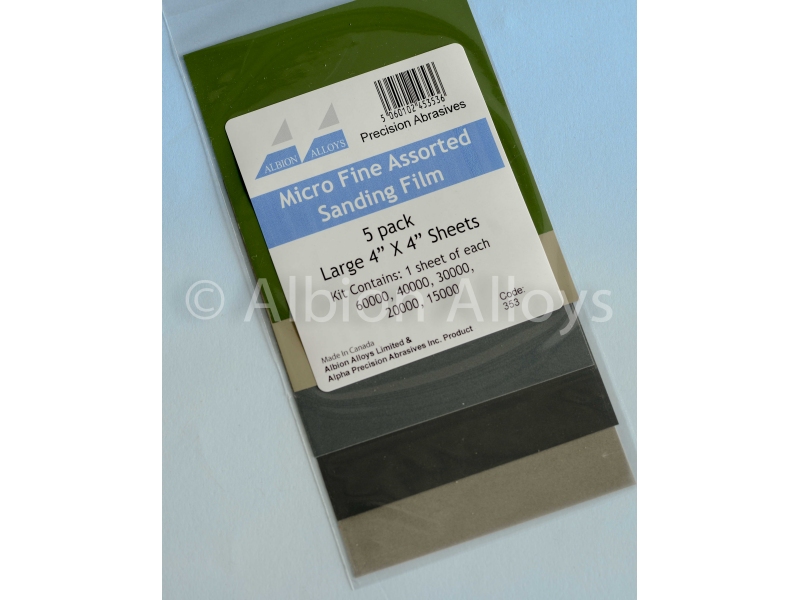 5 060102 453536
Precision Abrasives
ALBION ALLOYS
Micro Fine Assorted
Sanding Film
5 pack
Large 4” X 4” Sheets
Kit Contains: 1 sheet of each
60000, 40000, 30000,
20000, 15000
Code:
353
© Albion Alloys
Made In Canada
Albion Alloys Limited &
Alpha Precision Abrasives Inc. Product